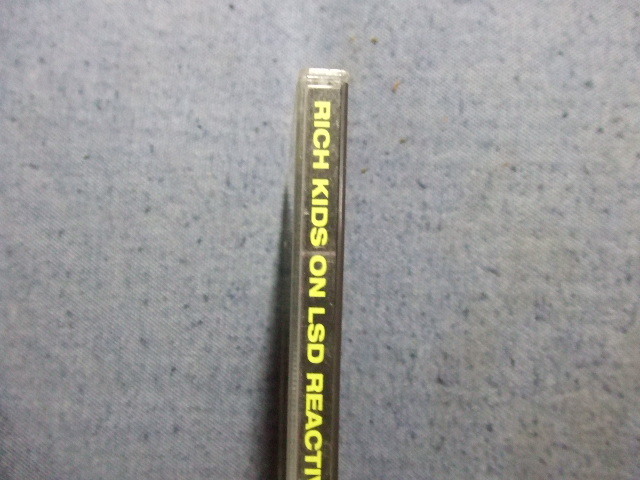 RICH KIDS ON LSD REACTIV